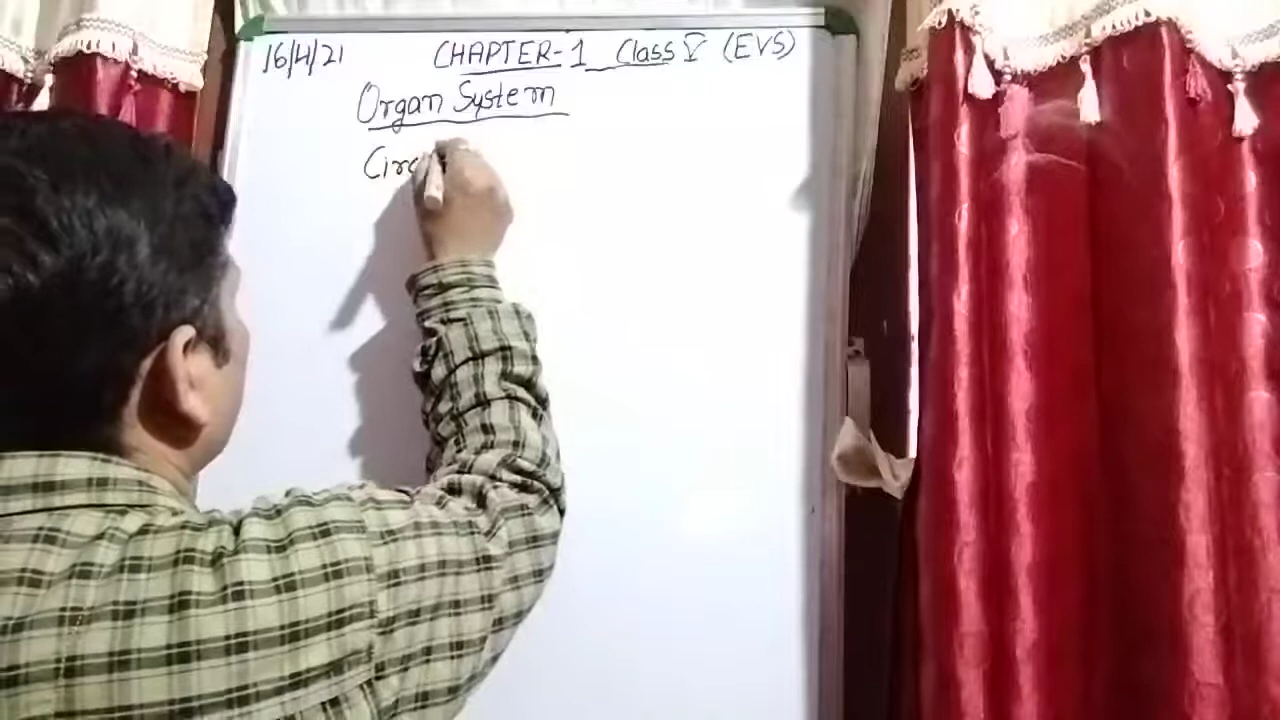 16/4/21 CHAPTER-1 Class V (EVS)
Organ System
Circ